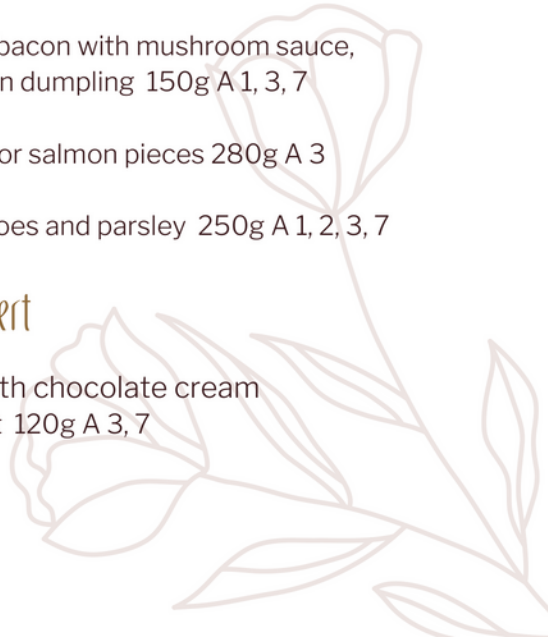 bacon with mushroom sauce,
n dumpling 150g A 1, 3, 7
or salmon pieces 280g A 3
oes and parsley 250g A 1, 2, 3, 7
ert
th chocolate cream
120g A 3, 7